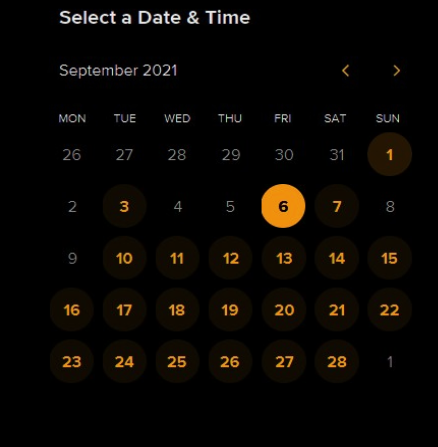 Select a Date & Time
September 2021
MON TUE WED THU FRI SAT SUN
26 27 28 29 30 31 1
2 3 4 5 6 7 8
9 10 11 12 13 14 15
16 17 18 19 20 21 22
23 24 25 26 27 28 1